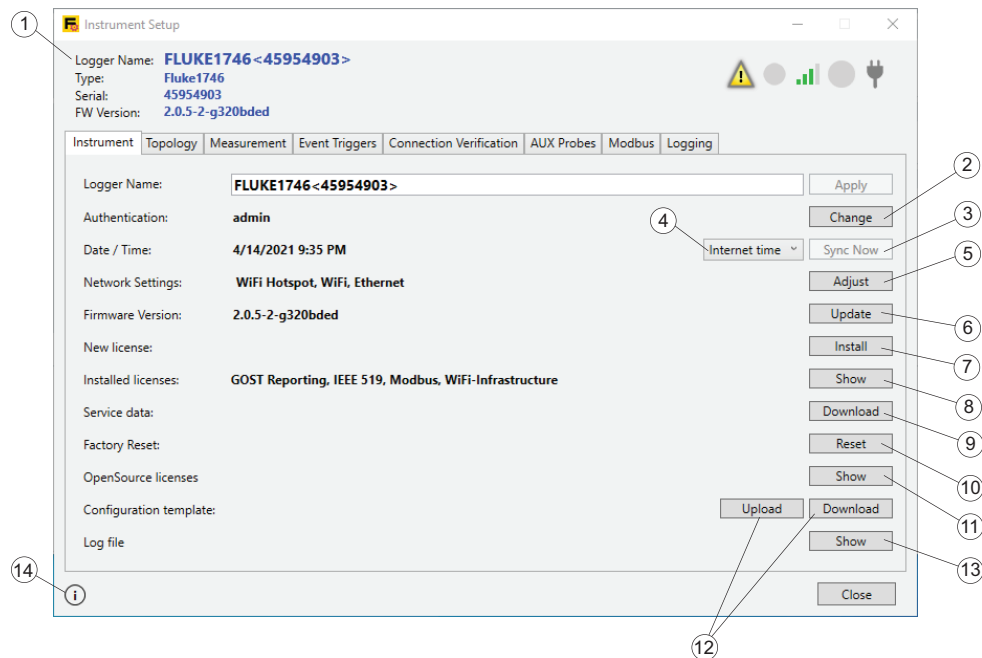 1 Instrument Setup
Logger Name: FLUKE1746<45954903>
Type: Fluke1746
Serial: 45954903
FW Version: 2.0.5-2-g320bded
Instrument Topology Measurement Event Triggers Connection Verification AUX Probes Modbus Logging
2
Logger Name: FLUKE1746<45954903> Apply
Authentication: admin Change
3
4
Date / Time: 4/14/2021 9:35 PM Internet time Sync Now
5
Network Settings: WiFi Hotspot, WiFi, Ethernet Adjust
Firmware Version: 2.0.5-2-g320bded Update
6
New license: Install
7
Installed licenses: GOST Reporting, IEEE 519, Modbus, WiFi-Infrastructure Show
8
Service data: Download
9
Factory Reset: Reset
10
OpenSource licenses Show
11
Configuration template: Upload Download
Log file Show
13
14
i Close
12